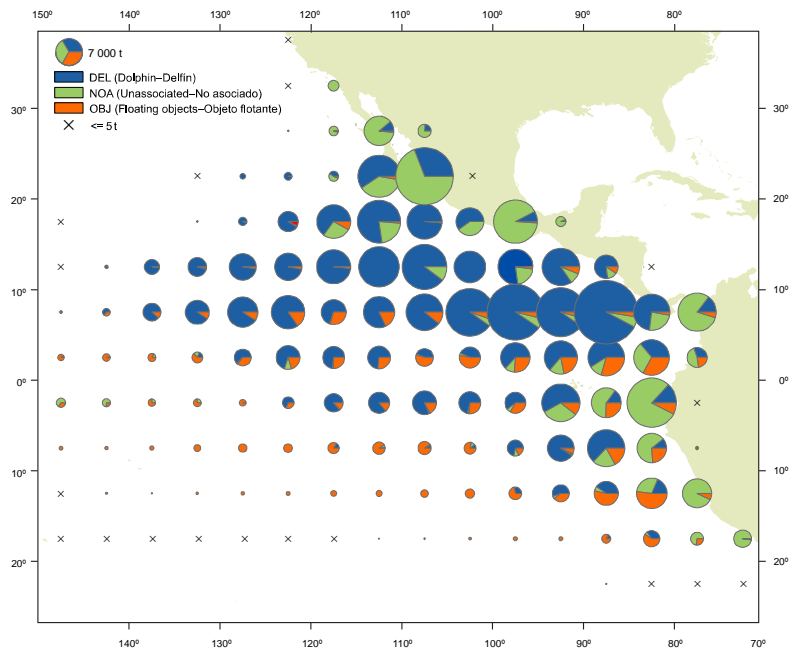 150º 140º 120º 110º 100º 90º 80º
7 000 t
DEL (Dolphin–Delfín)
NOA (Unassociated–No asociado)
OBJ (Floating objects–Objeto flotante)
<= 5 t
30º 30º
20º 20º
10º 10º
0º 0º
10º 10º
20º 20º
140º 130º 120º 110º 100º 90º 80º 70º